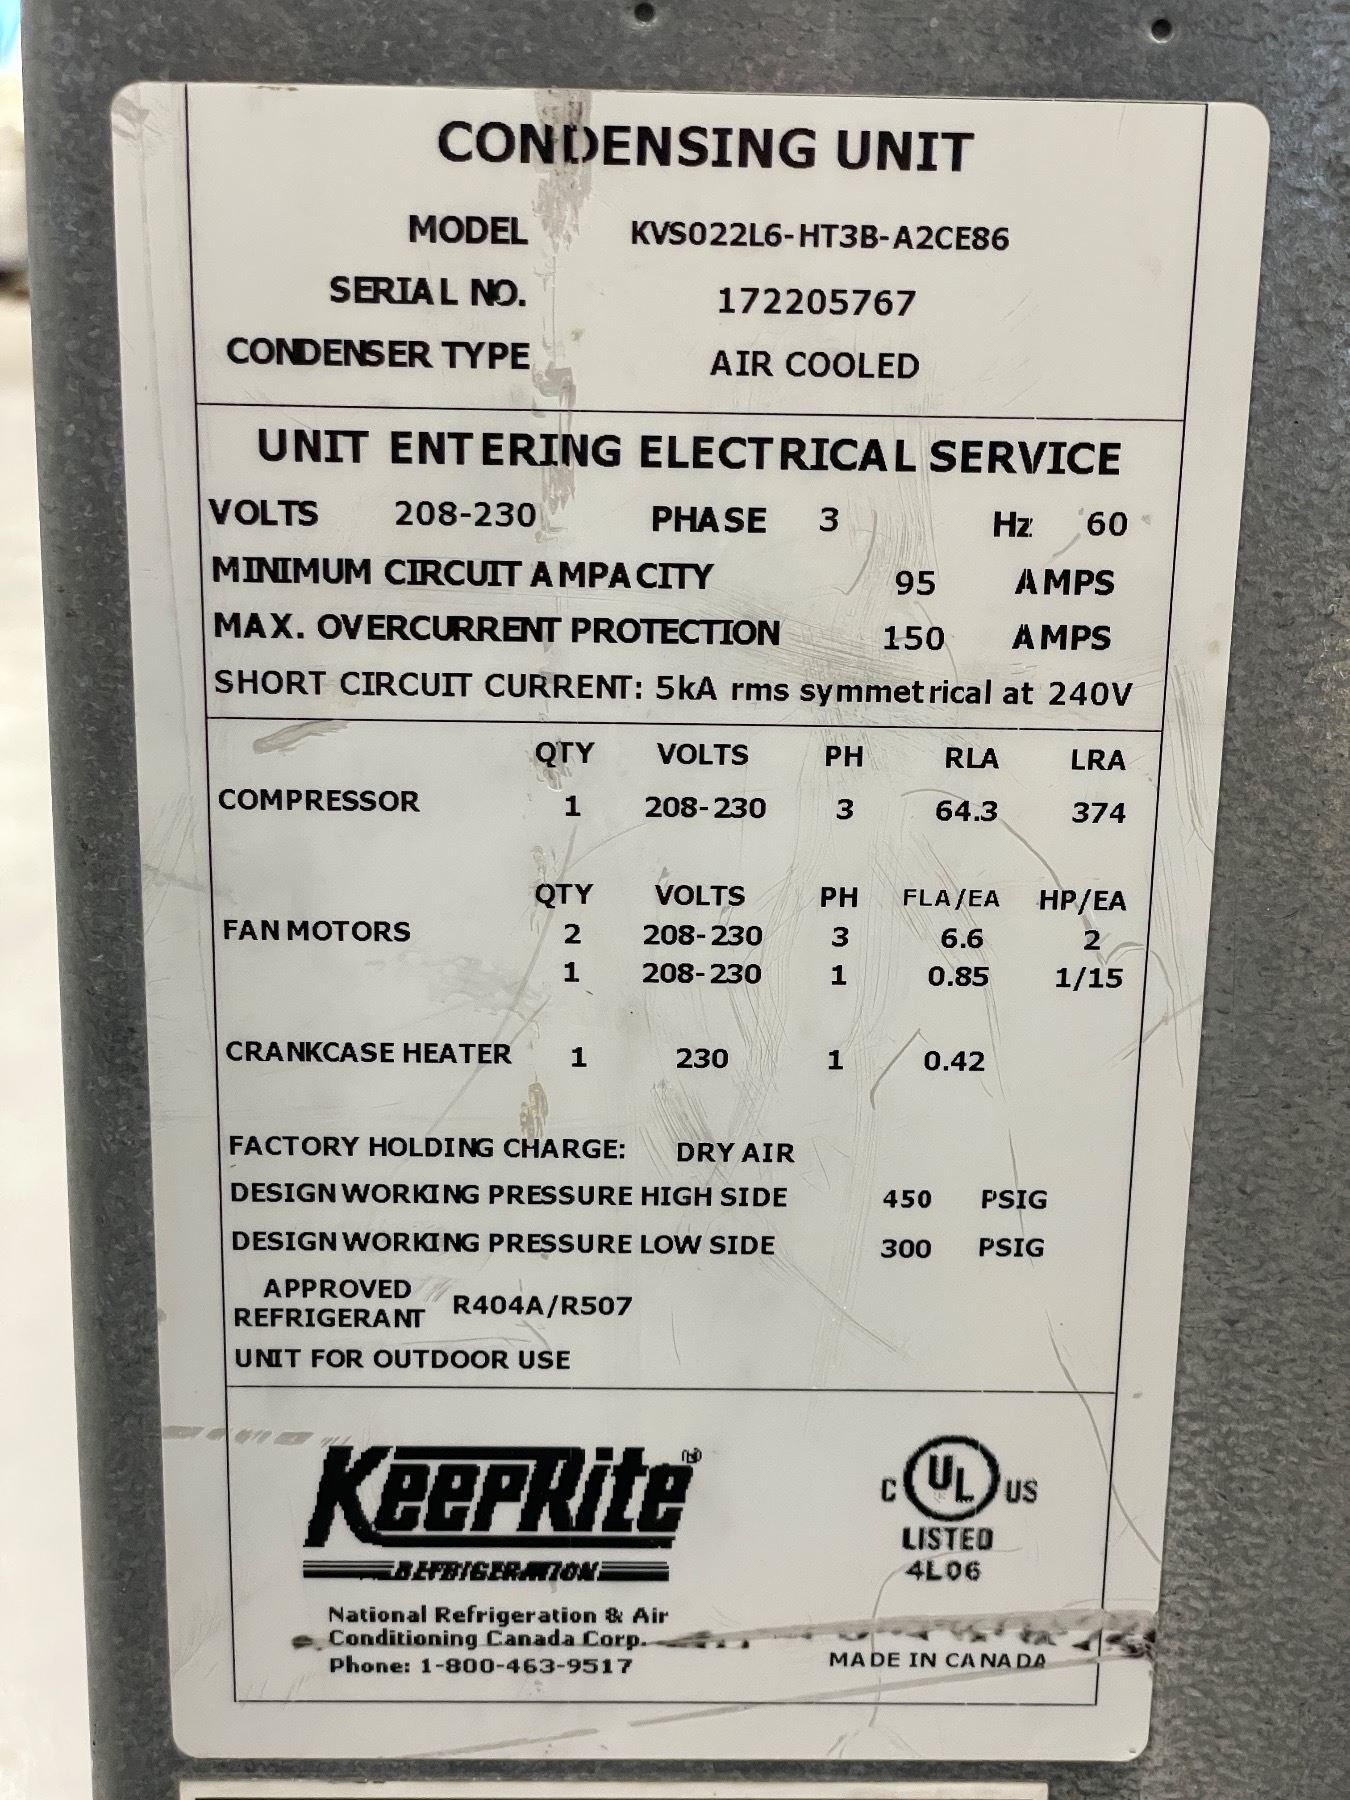 CONDENSING UNIT
MODEL KVS022L6-HT3B-A2CE86
SERIAL NO. 172205767
CONDENSER TYPE AIR COOLED
UNIT ENTERING ELECTRICAL SERVICE
VOLTS 208-230 PHASE 3 Hz 60
MINIMUM CIRCUIT AMPACITY 95 AMPS
MAX. OVERCURRENT PROTECTION 150 AMPS
SHORT CIRCUIT CURRENT: 5kA rms symmetrical at 240V
QTY VOLTS PH RLA LRA
COMPRESSOR 1 208-230 3 64.3 374
QTY VOLTS PH FLA/EA HP/EA
FAN MOTORS 2 208-230 3 6.6 2
1 208-230 1 0.85 1/15
CRANKCASE HEATER 1 230 1 0.42
FACTORY HOLDING CHARGE: DRY AIR
DESIGN WORKING PRESSURE HIGH SIDE 450 PSIG
DESIGN WORKING PRESSURE LOW SIDE 300 PSIG
APPROVED
REFRIGERANT R404A/R507
UNIT FOR OUTDOOR USE
KeepRite®
REFRIGERATION
National Refrigeration & Air
Conditioning Canada Corp.
Phone: 1-800-463-9517
C UL US
LISTED
4L06
MADE IN CANADA